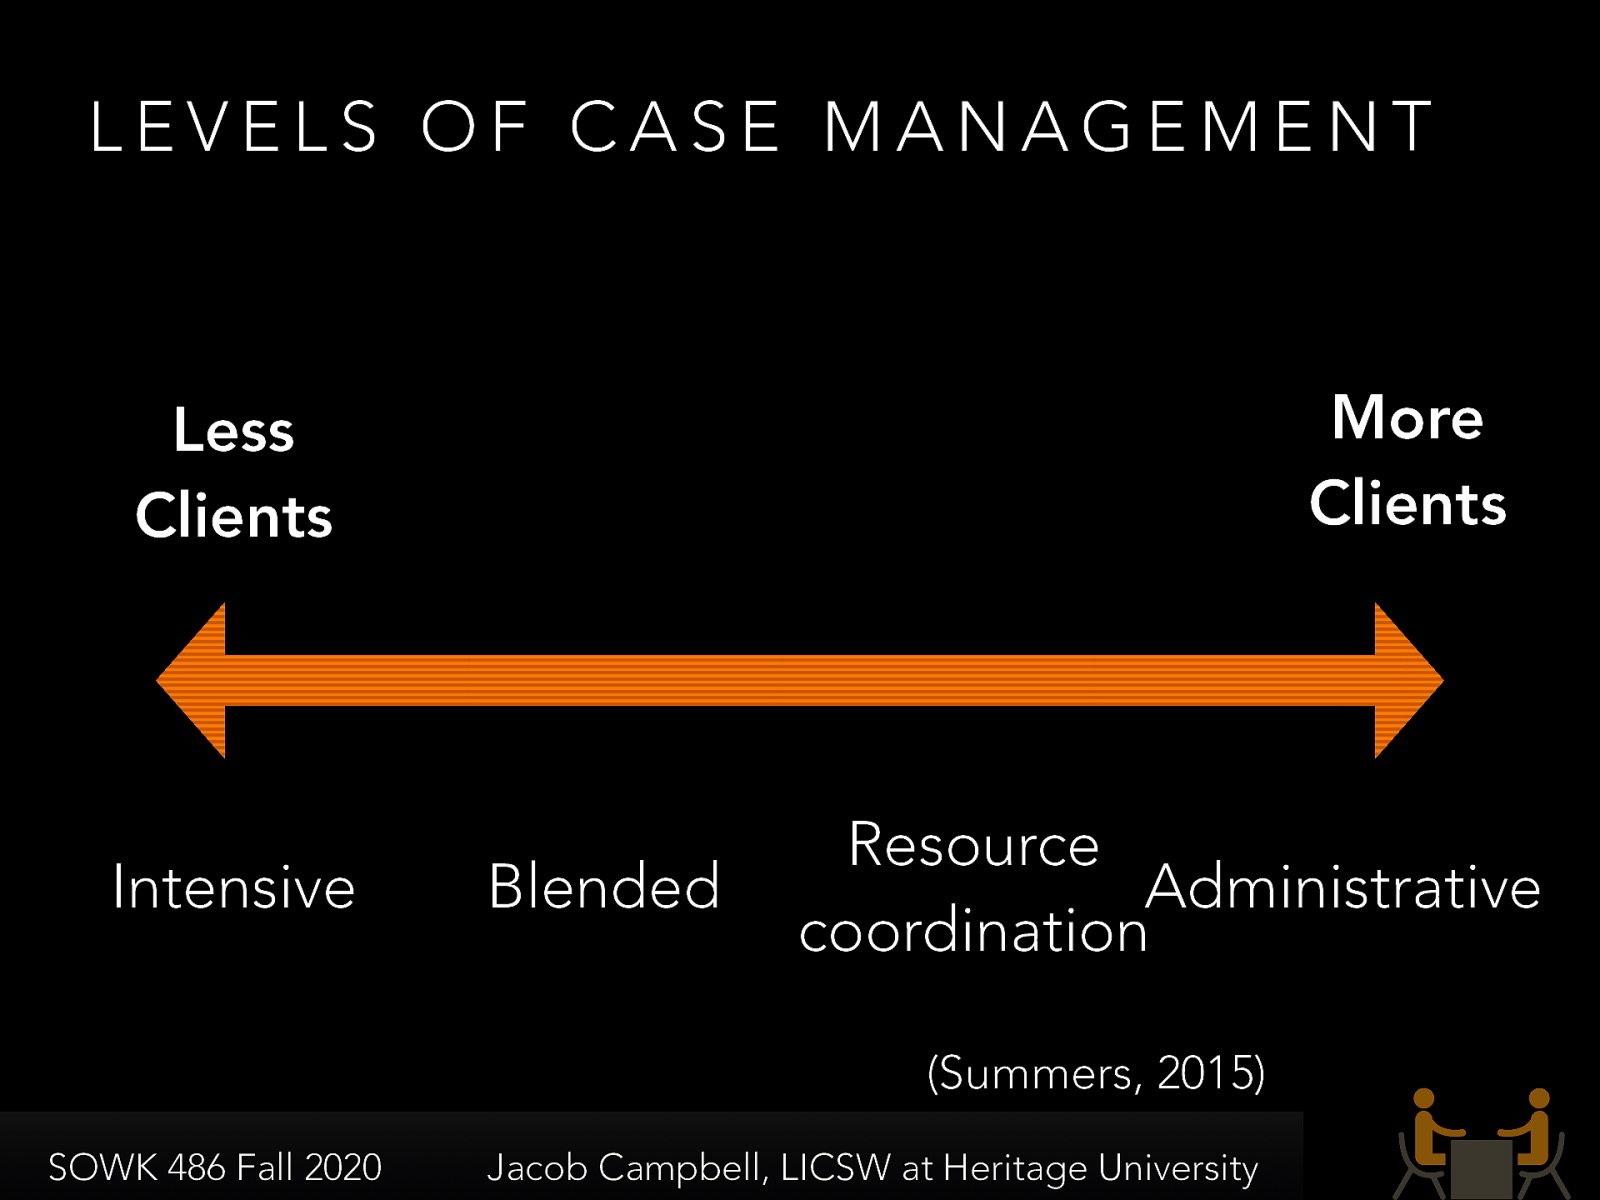 LEVELS OF CASE MANAGEMENT
Less
Clients
More
Clients
Intensive
Blended
Resource
coordination
Administrative
(Summers, 2015)
SOWK 486 Fall 2020
Jacob Campbell, LICSW at Heritage University